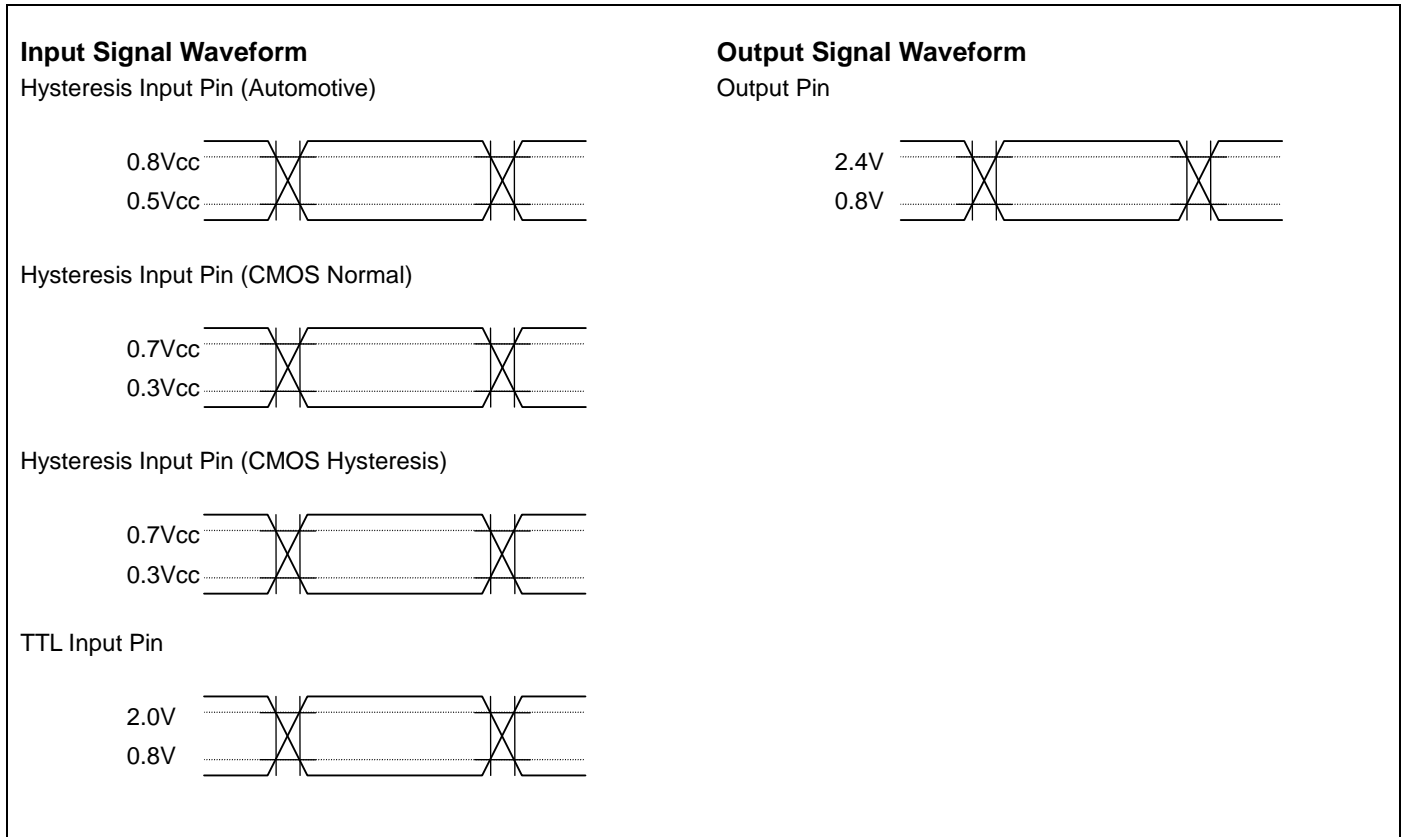 Input Signal Waveform
Hysteresis Input Pin (Automotive)
0.8Vcc
0.5Vcc
Hysteresis Input Pin (CMOS Normal)
0.7Vcc
0.3Vcc
Hysteresis Input Pin (CMOS Hysteresis)
0.7Vcc
0.3Vcc
TTL Input Pin
2.0V
0.8V
Output Signal Waveform
Output Pin
2.4V
0.8V